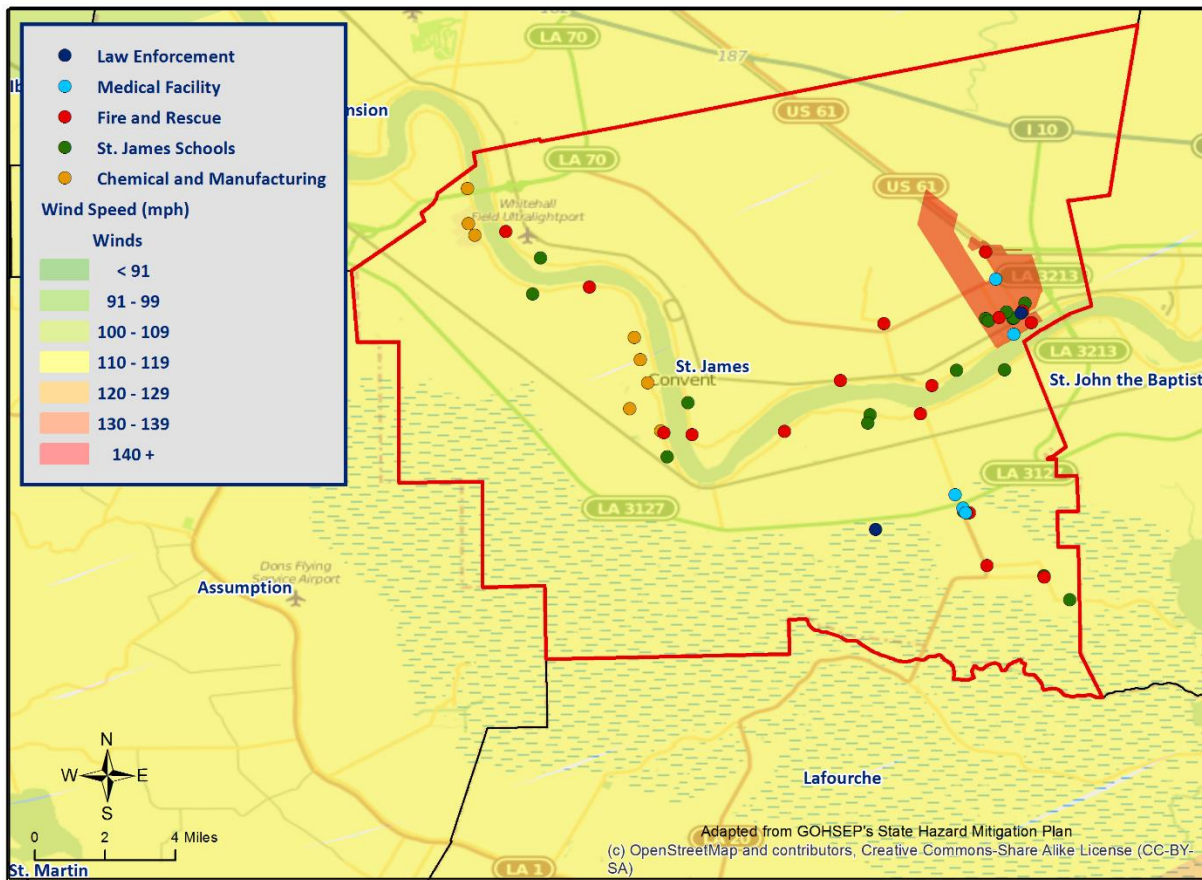 Law Enforcement
Medical Facility
Fire and Rescue
St. James Schools
Chemical and Manufacturing
Wind Speed (mph)
Winds
< 91
91 - 99
100 - 109
110 - 119
120 - 129
130 - 139
140 +
Ib
nsion
LA 70
187
US 61
I 10
LA 70
US 61
Whitehall
Field Ultralightport
LA 3213
St. James
Convent
LA 3213
St. John the Baptist
LA 312
LA 3127
Dons Flying
Service Airport
Assumption
N
W E
S
Lafourche
0 2 4 Miles
Adapted from GOHSEP's State Hazard Mitigation Plan
(c) OpenStreetMap and contributors, Creative Commons-Share Alike License (CC-BY-
SA)
LA 20
LA 1
St. Martin